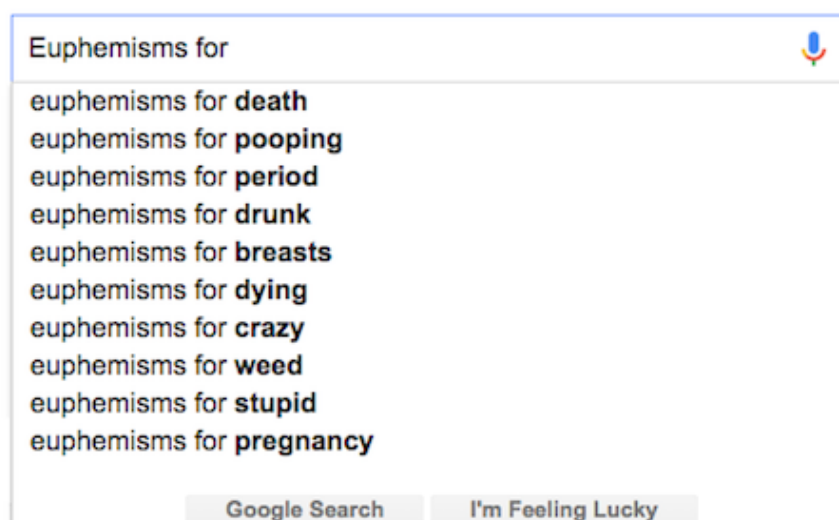 Euphemisms for
euphemisms for death
euphemisms for pooping
euphemisms for period
euphemisms for drunk
euphemisms for breasts
euphemisms for dying
euphemisms for crazy
euphemisms for weed
euphemisms for stupid
euphemisms for pregnancy
Google Search I'm Feeling Lucky